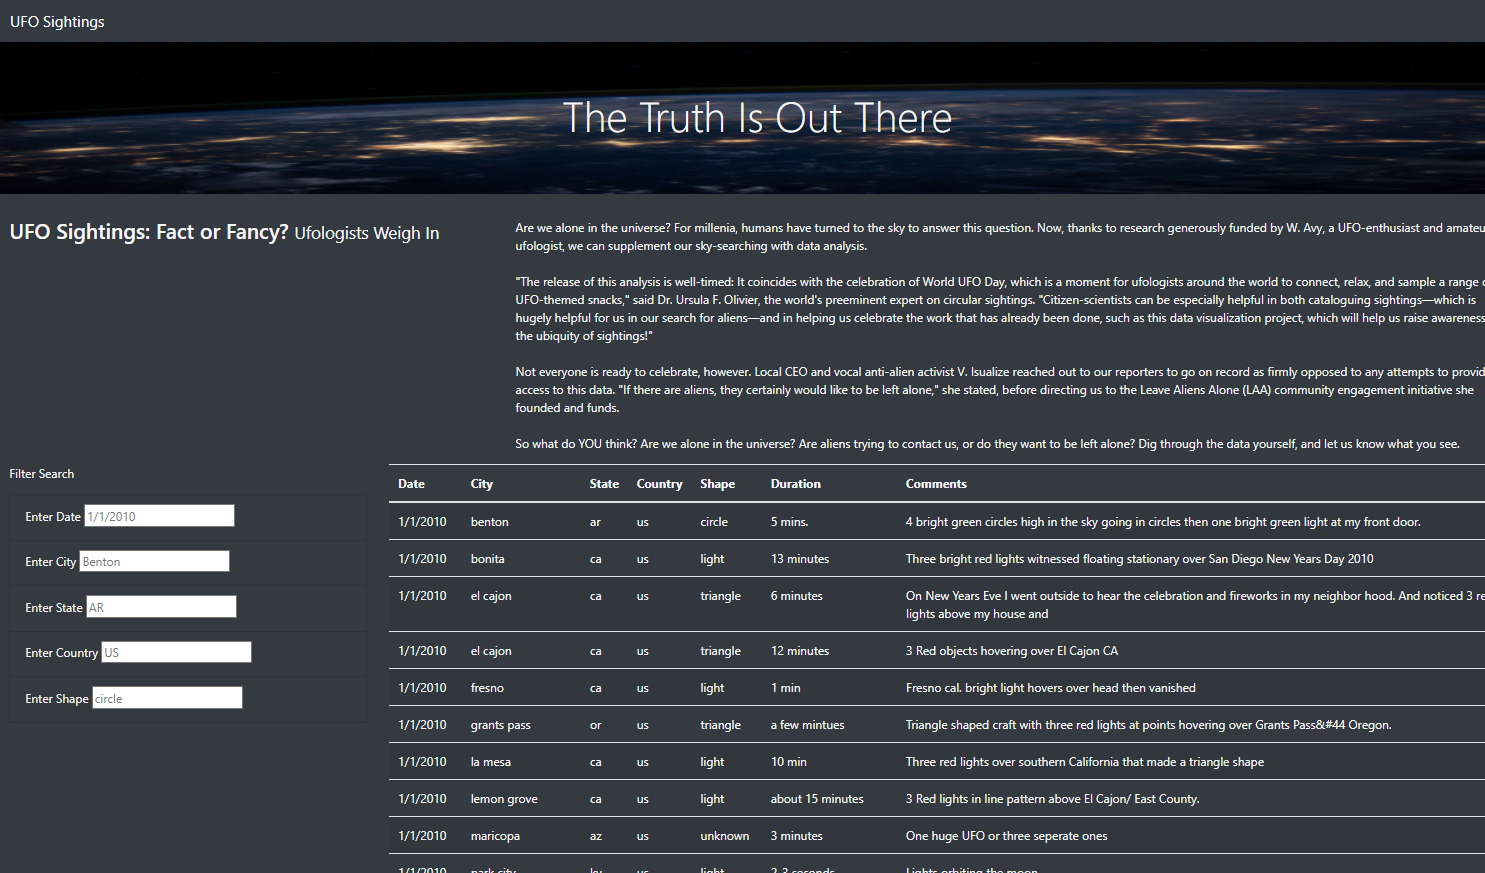 UFO Sightings
The Truth Is Out There
UFO Sightings: Fact or Fancy? Ufologists Weigh In
Are we alone in the universe? For millenia, humans have turned to the sky to answer this question. Now, thanks to research generously funded by W. Avy, a UFO-enthusiast and amateu
ufologist, we can supplement our sky-searching with data analysis.
"The release of this analysis is well-timed: It coincides with the celebration of World UFO Day, which is a moment for ufologists around the world to connect, relax, and sample a range
UFO-themed snacks," said Dr. Ursula F. Olivier, the world's preeminent expert on circular sightings. "Citizen-scientists can be especially helpful in both cataloguing sightings—which is
hugely helpful for us in our search for aliens—and in helping us celebrate the work that has already been done, such as this data visualization project, which will help us raise awareness
the ubiquity of sightings!"
Not everyone is ready to celebrate, however. Local CEO and vocal anti-alien activist V. Isualize reached out to our reporters to go on record as firmly opposed to any attempts to provid
access to this data. "If there are aliens, they certainly would like to be left alone," she stated, before directing us to the Leave Aliens Alone (LAA) community engagement initiative she
founded and funds.
So what do YOU think? Are we alone in the universe? Are aliens trying to contact us, or do they want to be left alone? Dig through the data yourself, and let us know what you see.
Filter Search
Enter Date 1/1/2010
Enter City Benton
Enter State AR
Enter Country US
Enter Shape circle
Date City State Country Shape Duration Comments
1/1/2010 benton ar us circle 5 mins. 4 bright green circles high in the sky going in circles then one bright green light at my front door.
1/1/2010 bonita ca us light 13 minutes Three bright red lights witnessed floating stationary over San Diego New Years Day 2010
1/1/2010 el cajon ca us triangle 6 minutes On New Years Eve I went outside to hear the celebration and fireworks in my neighbor hood. And noticed 3 re
lights above my house and
1/1/2010 el cajon ca us triangle 12 minutes 3 Red objects hovering over El Cajon CA
1/1/2010 fresno ca us light 1 min Fresno cal. bright light hovers over head then vanished
1/1/2010 grants pass or us triangle a few mintues Triangle shaped craft with three red lights at points hovering over Grants Pass&#44 Oregon.
1/1/2010 la mesa ca us light 10 min Three red lights over southern California that made a triangle shape
1/1/2010 lemon grove ca us light about 15 minutes 3 Red lights in line pattern above El Cajon/ East County.
1/1/2010 maricopa az us unknown 3 minutes One huge UFO or three seperate ones
1/1/2010 park city ky us light 2-3 seconds Lights orbiting the moon